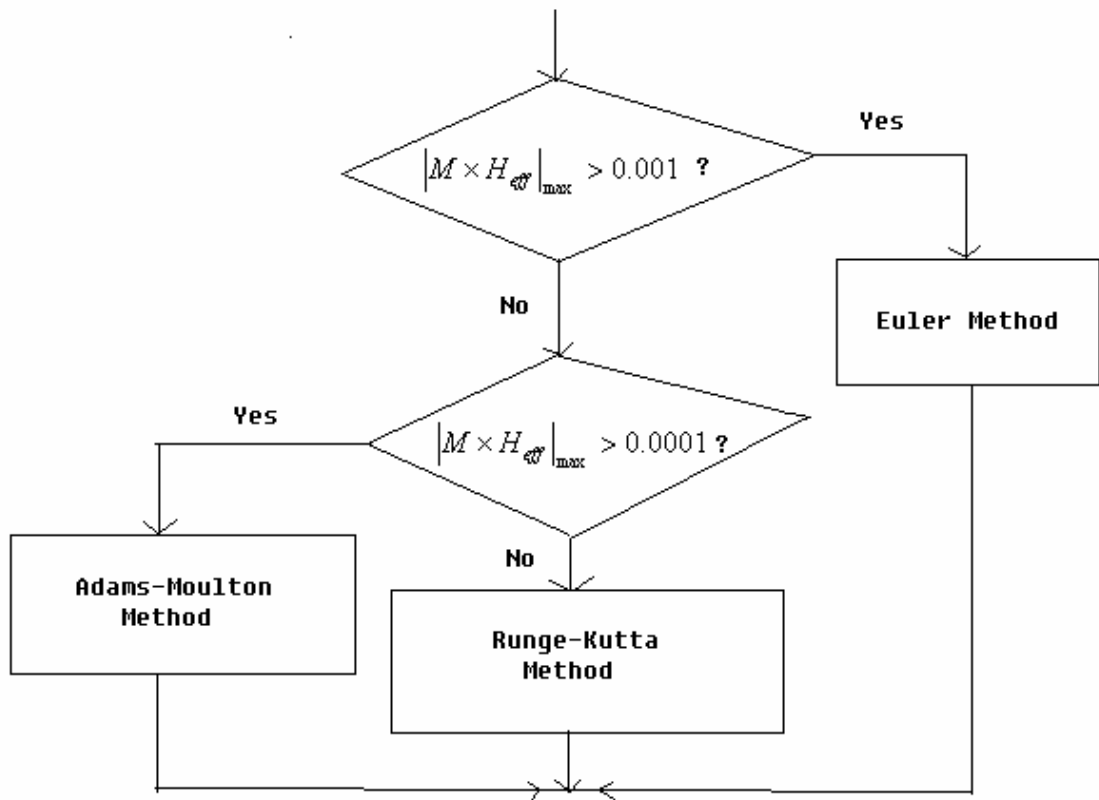 Yes
|M × H_eff|_max > 0.001 ?
No
Euler Method
Yes
|M × H_eff|_max > 0.0001 ?
No
Adams-Moulton
Method
Runge-Kutta
Method